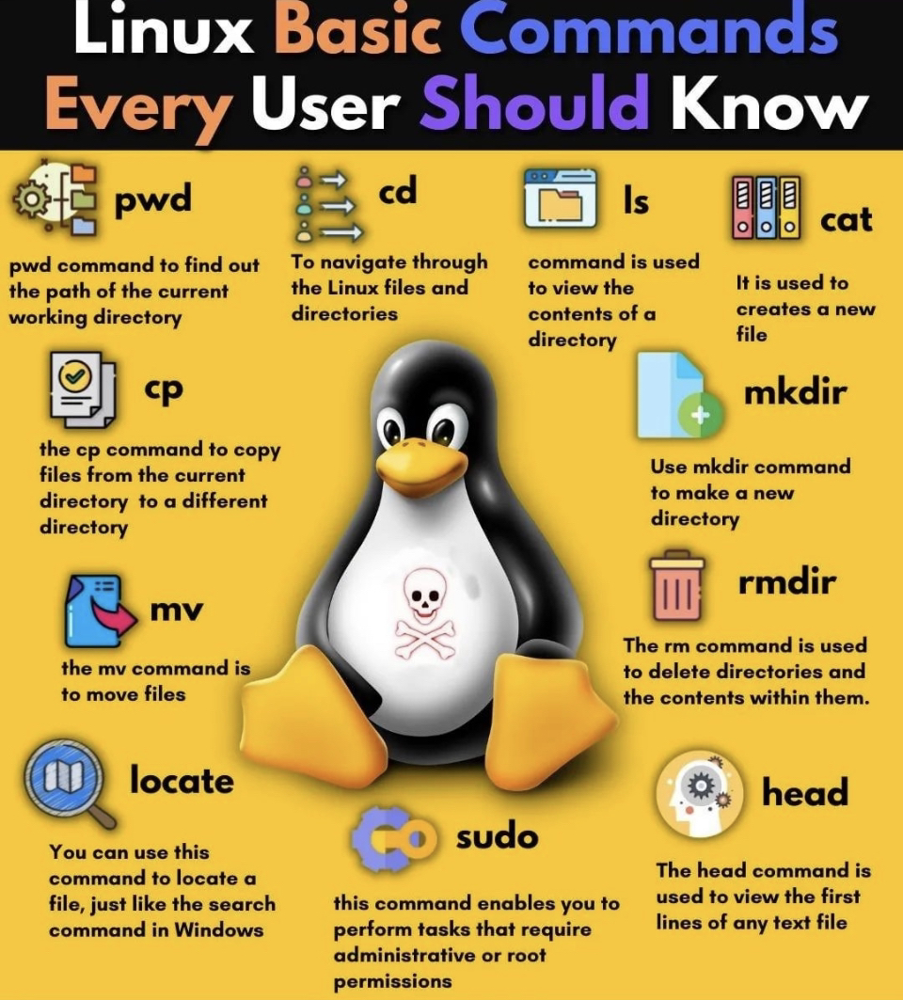 Linux Basic Commands
Every User Should Know
pwd
pwd command to find out
the path of the current
working directory
cd
To navigate through
the Linux files and
directories
ls
command is used
to view the
contents of a
directory
cat
It is used to
creates a new
file
cp
the cp command to copy
files from the current
directory to a different
directory
mkdir
Use mkdir command
to make a new
directory
mv
the mv command is
to move files
rmdir
The rm command is used
to delete directories and
the contents within them.
locate
You can use this
command to locate a
file, just like the search
command in Windows
sudo
this command enables you to
perform tasks that require
administrative or root
permissions
head
The head command is
used to view the first
lines of any text file